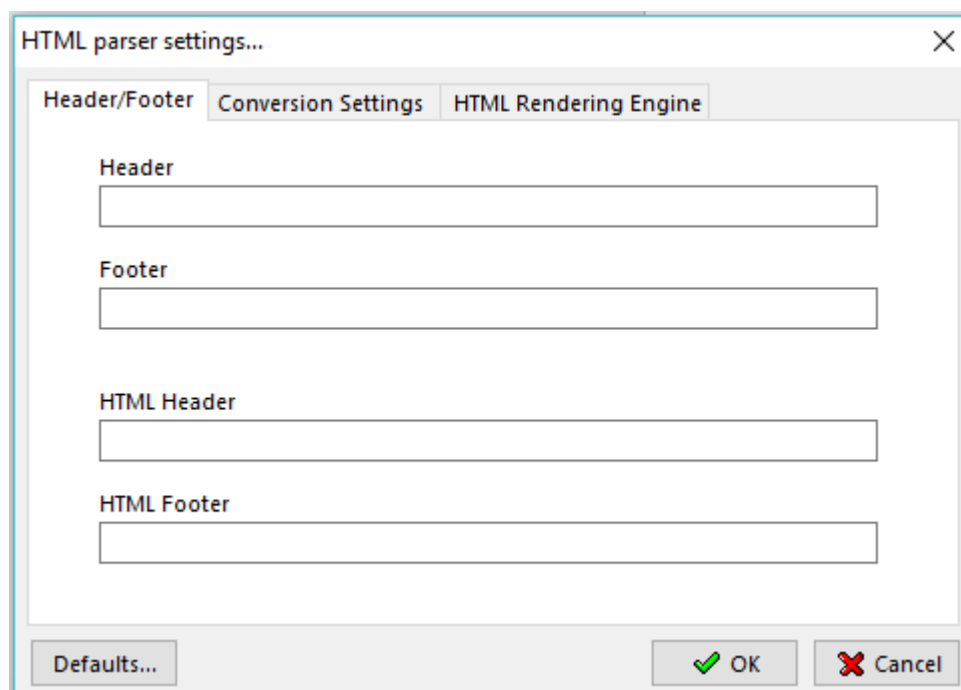 HTML parser settings...
Header/Footer Conversion Settings HTML Rendering Engine
Header
Footer
HTML Header
HTML Footer
Defaults... OK Cancel